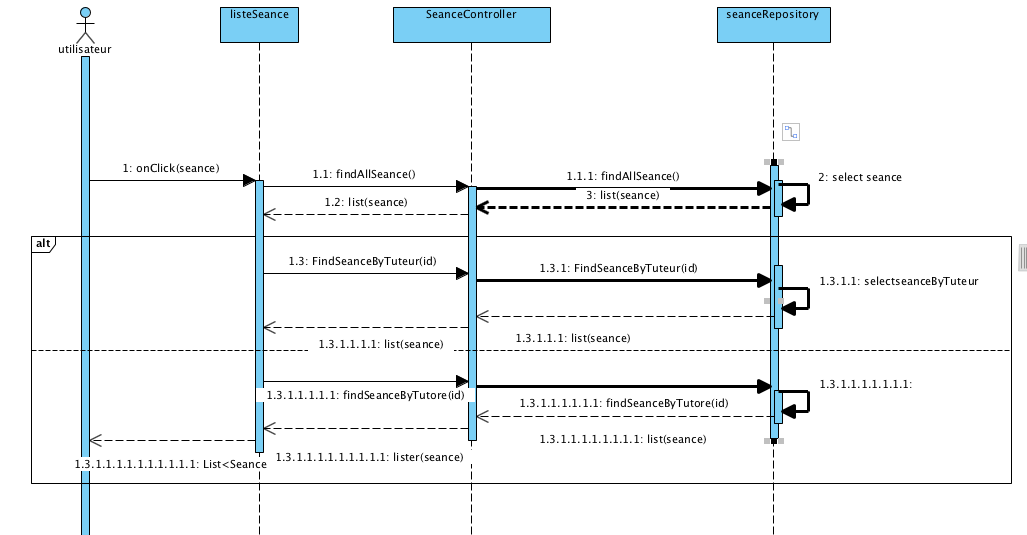 listeSeance
SeanceController
seanceRepository
utilisateur
1: onClick(seance)
1.1: findAllSeance()
1.1.1: findAllSeance()
2: select seance
3: list(seance)
1.2: list(seance)
alt
1.3: FindSeanceByTuteur(id)
1.3.1: FindSeanceByTuteur(id)
1.3.1.1: selectseanceByTuteur
1.3.1.1.1: list(seance)
1.3.1.1.1.1: list(seance)
1.3.1.1.1.1.1: findSeanceByTutore(id)
1.3.1.1.1.1.1.1: findSeanceByTutore(id)
1.3.1.1.1.1.1.1.1:
1.3.1.1.1.1.1.1.1.1: list(seance)
1.3.1.1.1.1.1.1.1.1.1: lister(seance)
1.3.1.1.1.1.1.1.1.1.1.1: List<Seance